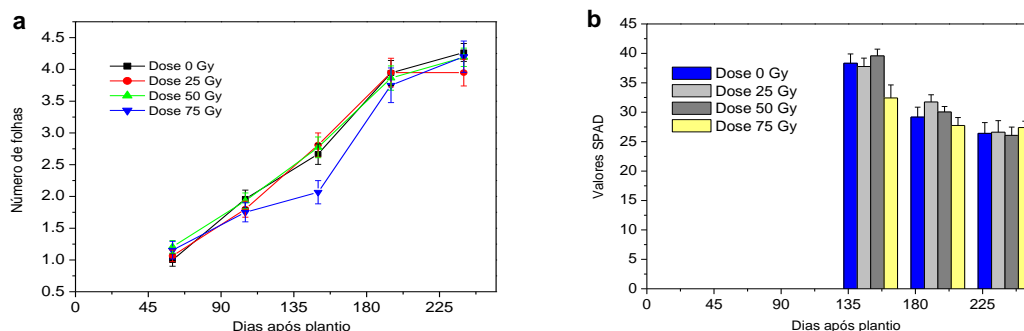 a
4.5
4.0
3.5
3.0
2.5
2.0
1.5
1.0
0.5
Número de folhas
Dose 0 Gy
Dose 25 Gy
Dose 50 Gy
Dose 75 Gy
0 45 90 135 180 225
Dias após plantio
b
45
40
35
30
25
20
15
10
5
0
Valores SPAD
Dose 0 Gy
Dose 25 Gy
Dose 50 Gy
Dose 75 Gy
0 45 90 135 180 225
Dias após plantio